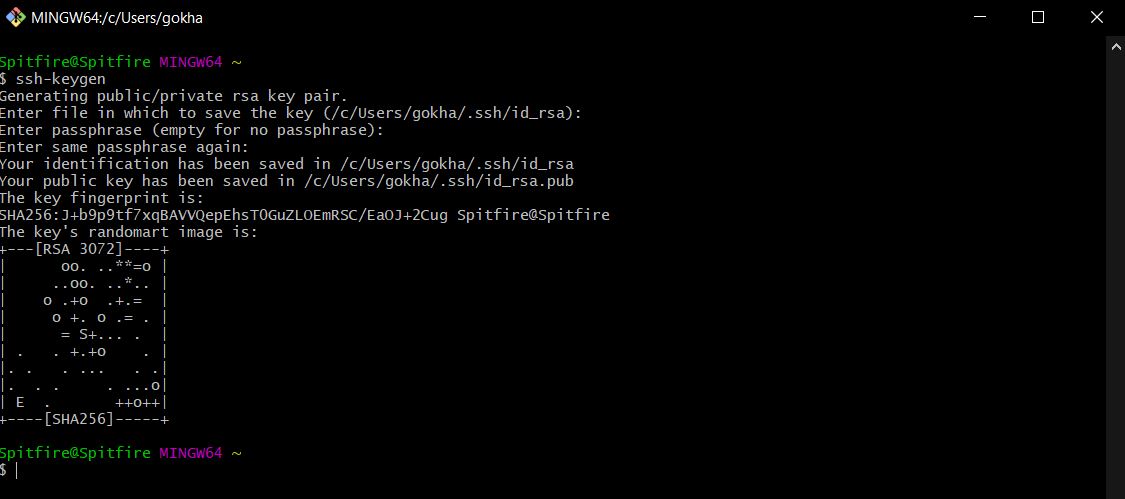 MINGW64:/c/Users/gokha
Spitfire@Spitfire MINGW64 ~
$ ssh-keygen
Generating public/private rsa key pair.
Enter file in which to save the key (/c/Users/gokha/.ssh/id_rsa):
Enter passphrase (empty for no passphrase):
Enter same passphrase again:
Your identification has been saved in /c/Users/gokha/.ssh/id_rsa
Your public key has been saved in /c/Users/gokha/.ssh/id_rsa.pub
The key fingerprint is:
SHA256:J+b9p9tf7xqBAVVQepEhsT0GuZLOEmRSC/EaOJ+2Cug Spitfire@Spitfire
The key's randomart image is:
+---[RSA 3072]----+
|      oo. ..**=o |
|     ..oo. ..*.. |
|    o .+o  .+.=  |
|     o +. o .= . |
|      = S+... .  |
| .   . +.+o    . |
|. .   . ...   . .|
|.  . .     . ...o|
| E  .       ++o++|
+----[SHA256]-----+
Spitfire@Spitfire MINGW64 ~
$